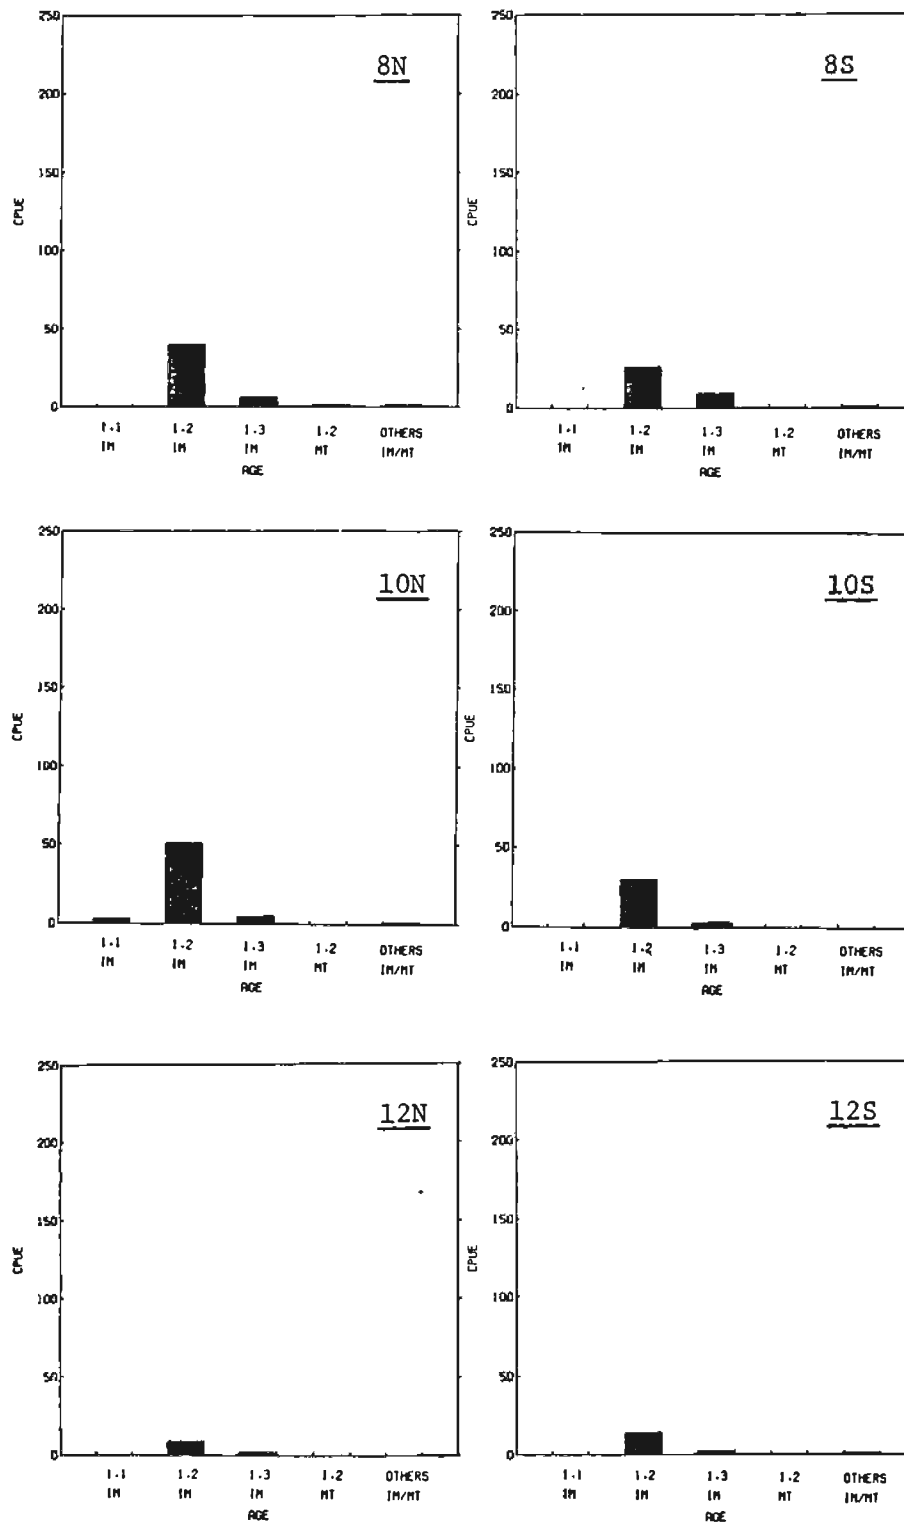 8N
250
200
150
100
50
0
CPUE
1.1 1.2 1.3 1.2 OTHERS
IM IM IM MT IM/MT
AGE
8S
250
200
150
100
50
0
CPUE
1.1 1.2 1.3 1.2 OTHERS
IM IM IM MT IM/MT
AGE
10N
250
200
150
100
50
0
CPUE
1.1 1.2 1.3 1.2 OTHERS
IM IM IM MT IM/MT
AGE
10S
250
200
150
100
50
0
CPUE
1.1 1.2 1.3 1.2 OTHERS
IM IM IM MT IM/MT
AGE
12N
250
200
150
100
50
0
CPUE
1.1 1.2 1.3 1.2 OTHERS
IM IM IM MT IM/MT
AGE
12S
250
200
150
100
50
0
CPUE
1.1 1.2 1.3 1.2 OTHERS
IM IM IM MT IM/MT
AGE